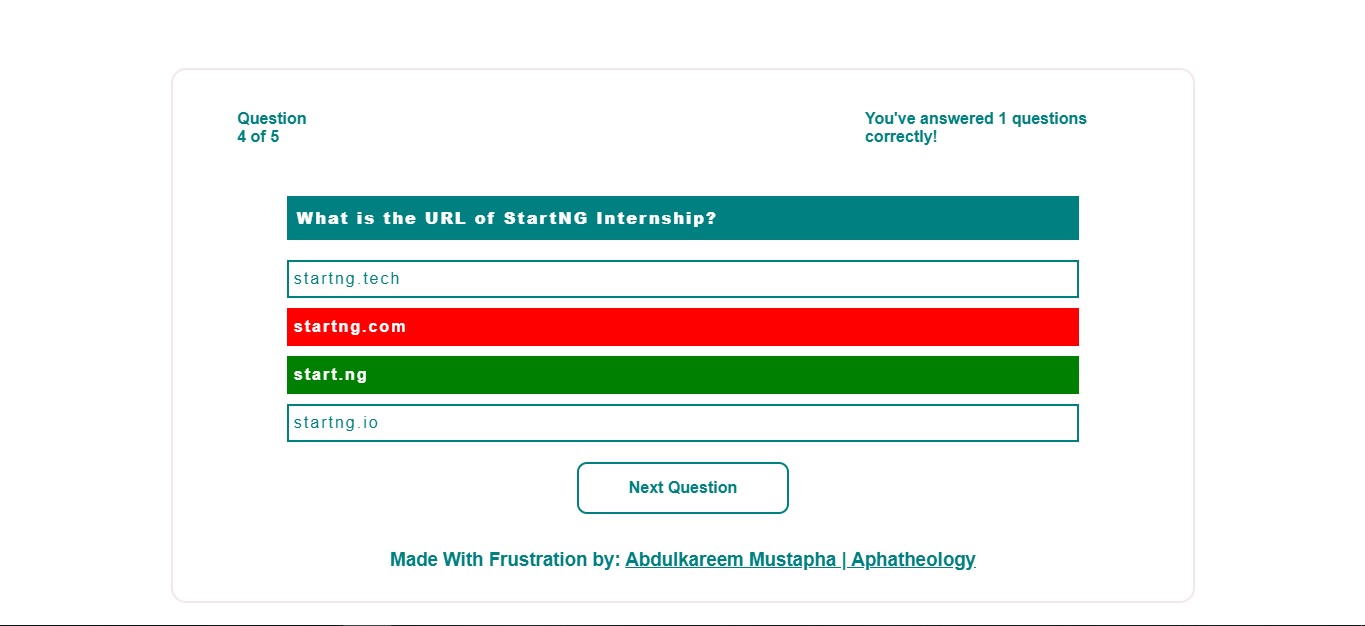 Question
4 of 5
You've answered 1 questions
correctly!
What is the URL of StartNG Internship?
startng.tech
startng.com
start.ng
startng.io
Next Question
Made With Frustration by: Abdulkareem Mustapha | Aphatheology